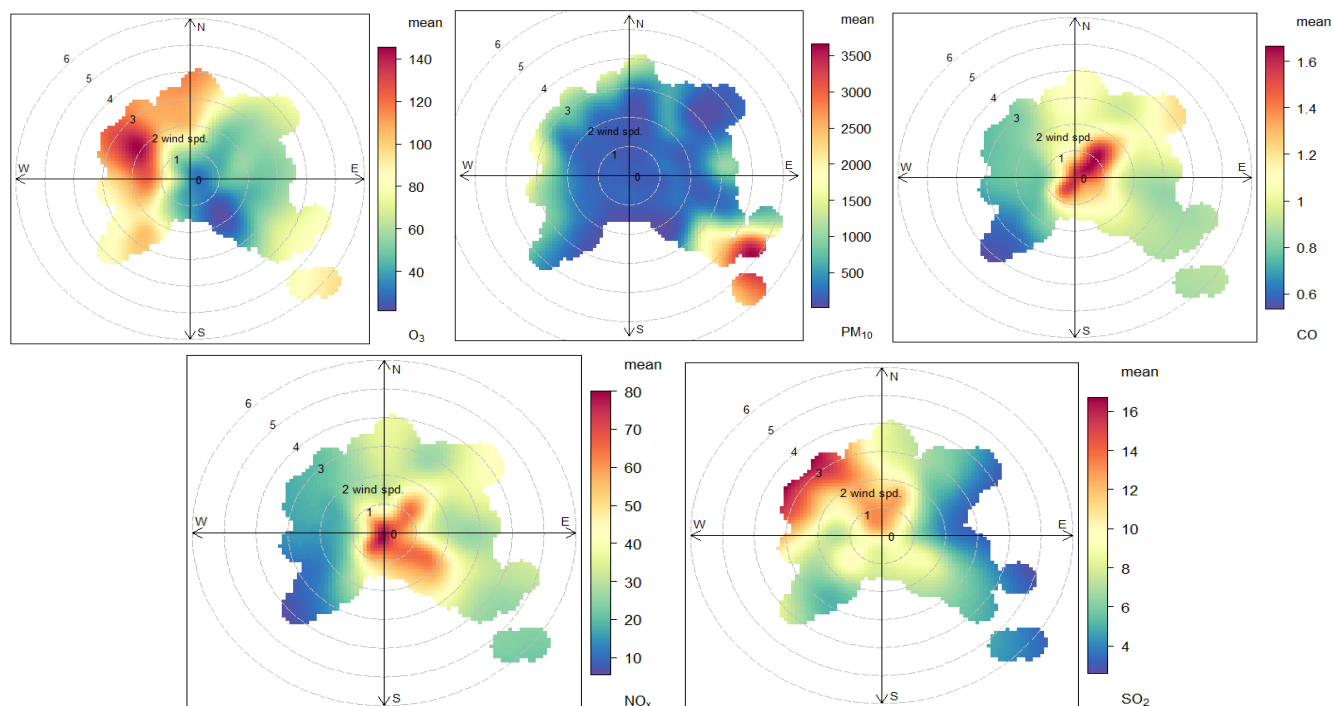 mean
N
6
5
4
3
2 wind spd.
1
0
W
E
S
140
120
100
80
60
40
O₃
mean
N
6
5
4
3
2 wind spd.
1
0
W
E
S
3500
3000
2500
2000
1500
1000
500
PM₁₀
mean
N
6
5
4
3
2 wind spd.
1
0
W
E
S
1.6
1.4
1.2
1.0
0.8
0.6
CO
mean
N
6
5
4
3
2 wind spd.
1
0
W
E
S
80
70
60
50
40
30
20
10
NOₓ
mean
N
6
5
4
3
2 wind spd.
1
0
W
E
S
16
14
12
10
8
6
4
SO₂